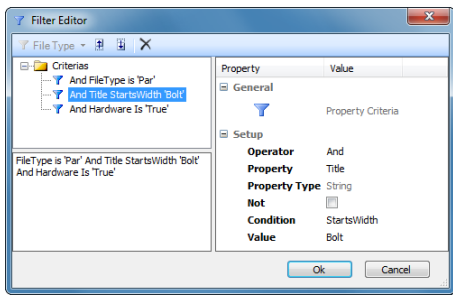 Filter Editor
File Type
Criterias
And FileType is 'Par'
And Title StartsWidth 'Bolt'
And Hardware Is 'True'
FileType is 'Par' And Title StartsWidth 'Bolt'
And Hardware Is 'True'
Property Value
General
Property Criteria
Setup
Operator And
Property Title
Property Type String
Not
Condition StartsWidth
Value Bolt
Ok Cancel